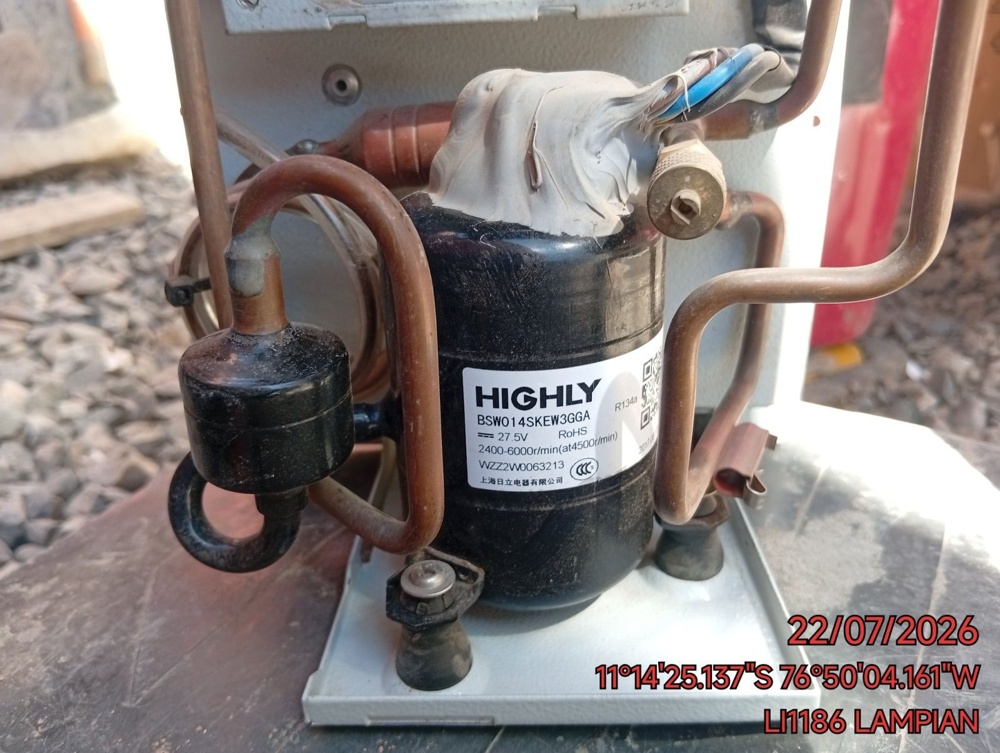 HIGHLY
BSW014SKEW3GGA
R134a
27.5V RoHS
2400-6000r/min(at4500r/min)
WZZ2W0063213
CCC S
上海日立电器有限公司
22/07/2026
11°14'25.137"S 76°50'04.161"W
LI1186 LAMPIAN